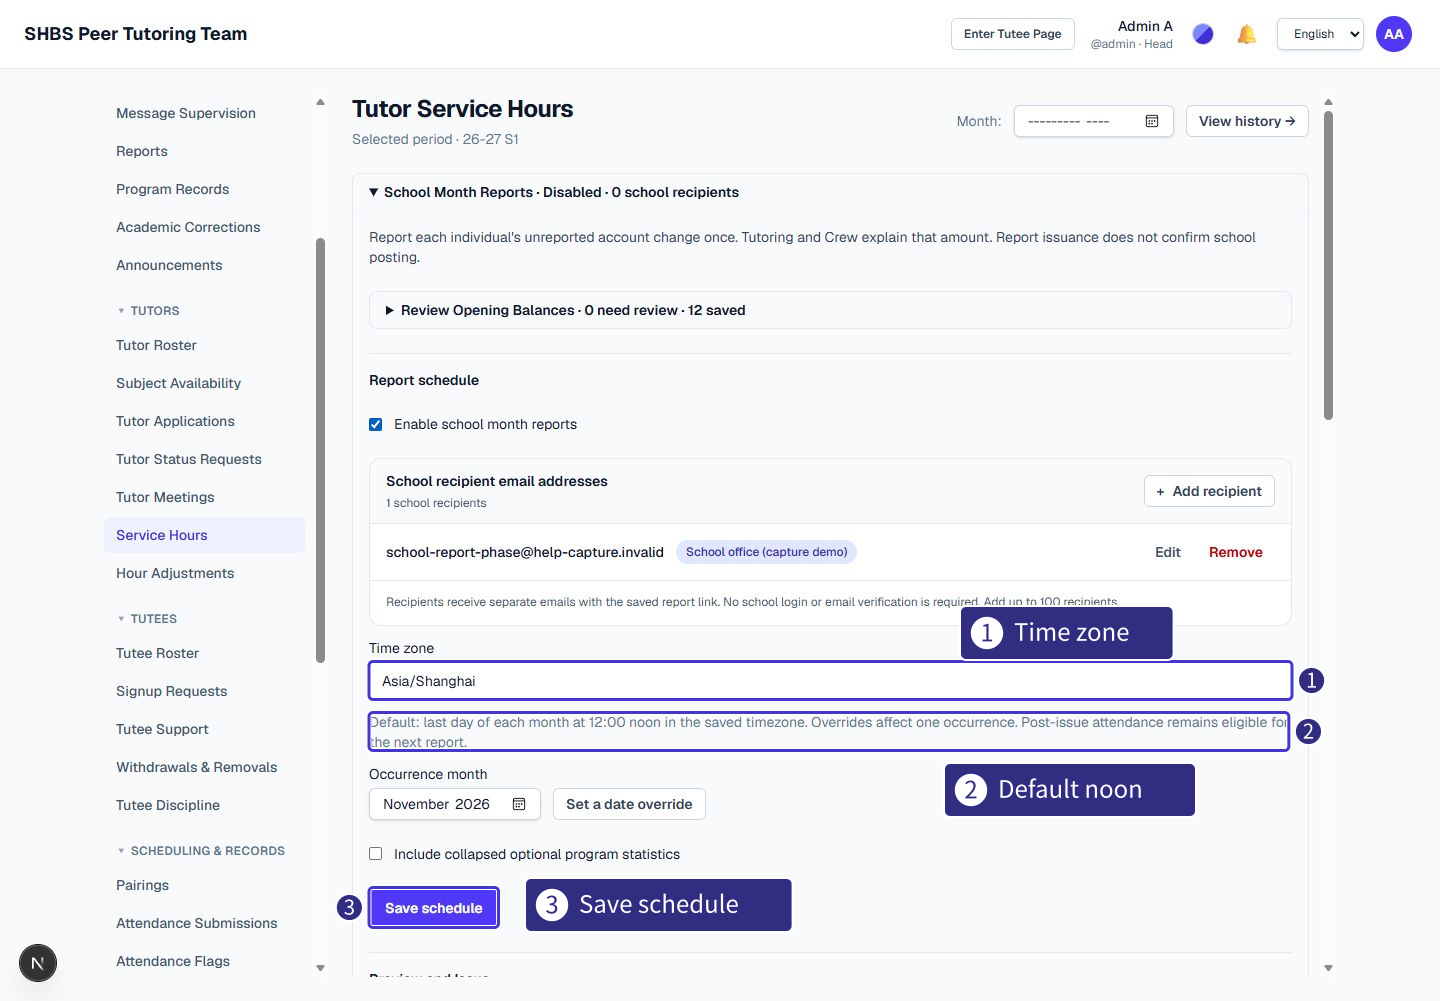 SHBS Peer Tutoring Team
Enter Tutee Page
Admin A
@admin · Head
English
AA
Message Supervision
Reports
Program Records
Academic Corrections
Announcements
TUTORS
Tutor Roster
Subject Availability
Tutor Applications
Tutor Status Requests
Tutor Meetings
Service Hours
Hour Adjustments
TUTEES
Tutee Roster
Signup Requests
Tutee Support
Withdrawals & Removals
Tutee Discipline
SCHEDULING & RECORDS
Pairings
Attendance Submissions
Attendance Flags
N
Tutor Service Hours
Selected period · 26-27 S1
Month:
--------- ----
View history →
School Month Reports · Disabled · 0 school recipients
Report each individual's unreported account change once. Tutoring and Crew explain that amount. Report issuance does not confirm school
posting.
Review Opening Balances · 0 need review · 12 saved
Report schedule
Enable school month reports
School recipient email addresses
1 school recipients
+ Add recipient
school-report-phase@help-capture.invalid
School office (capture demo)
Edit
Remove
Recipients receive separate emails with the saved report link. No school login or email verification is required. Add up to 100 recipients.
1 Time zone
Time zone
Asia/Shanghai
1
Default: last day of each month at 12:00 noon in the saved timezone. Overrides affect one occurrence. Post-issue attendance remains eligible for
the next report.
2
Occurrence month
2 Default noon
November 2026
Set a date override
Include collapsed optional program statistics
3
Save schedule
3 Save schedule
Preview and Issue